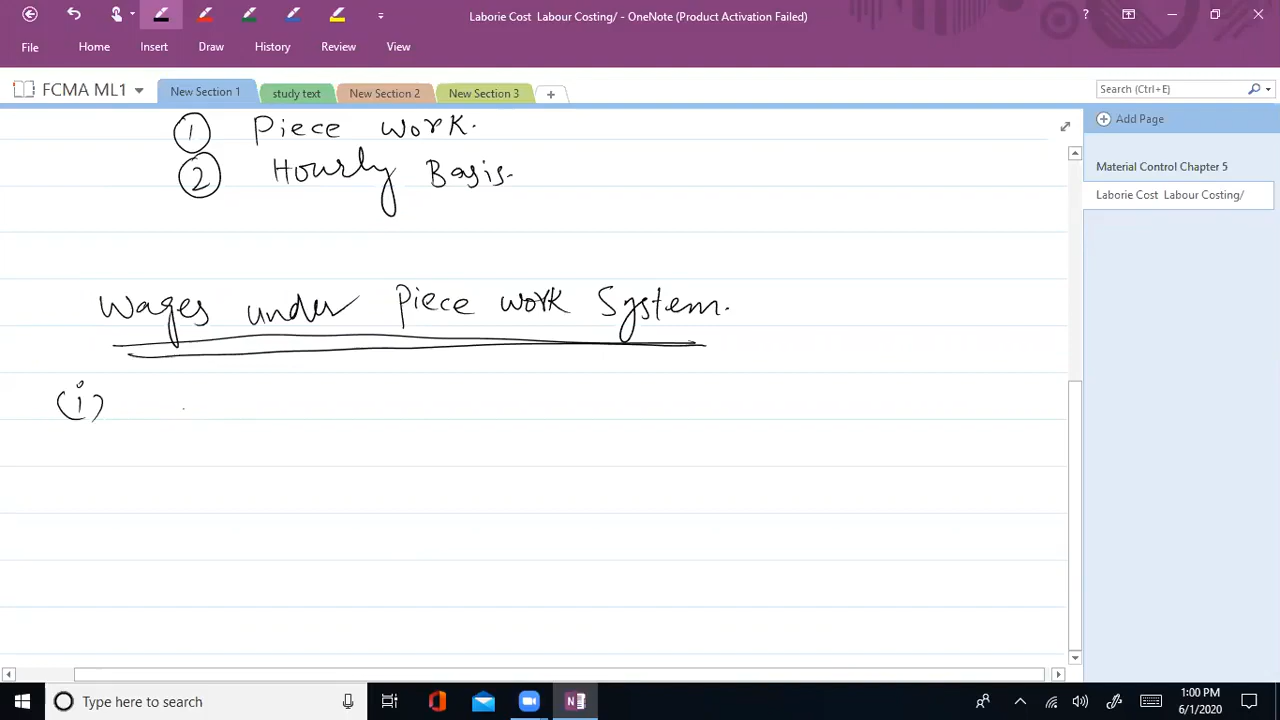 Laborie Cost  Labour Costing/ - OneNote (Product Activation Failed)
?
File Home Insert Draw History Review View
FCMA ML1 New Section 1 study text New Section 2 New Section 3 + Search (Ctrl+E)
Add Page
Material Control Chapter 5
Laborie Cost  Labour Costing/
① Piece work.
② Hourly Basis.
Wages under Piece work System.
(i)
Type here to search
1:00 PM
6/1/2020